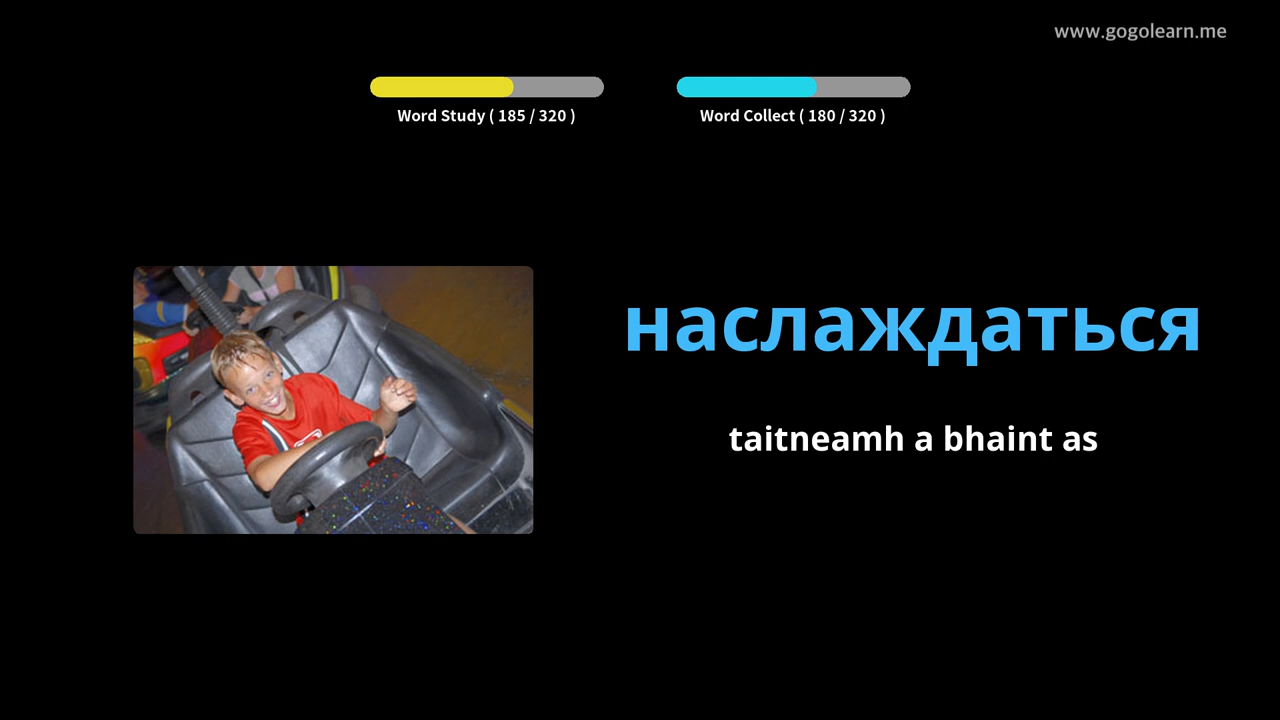 www.gogolearn.me
Word Study ( 185 / 320 )
Word Collect ( 180 / 320 )
наслаждаться
taitneamh a bhaint as